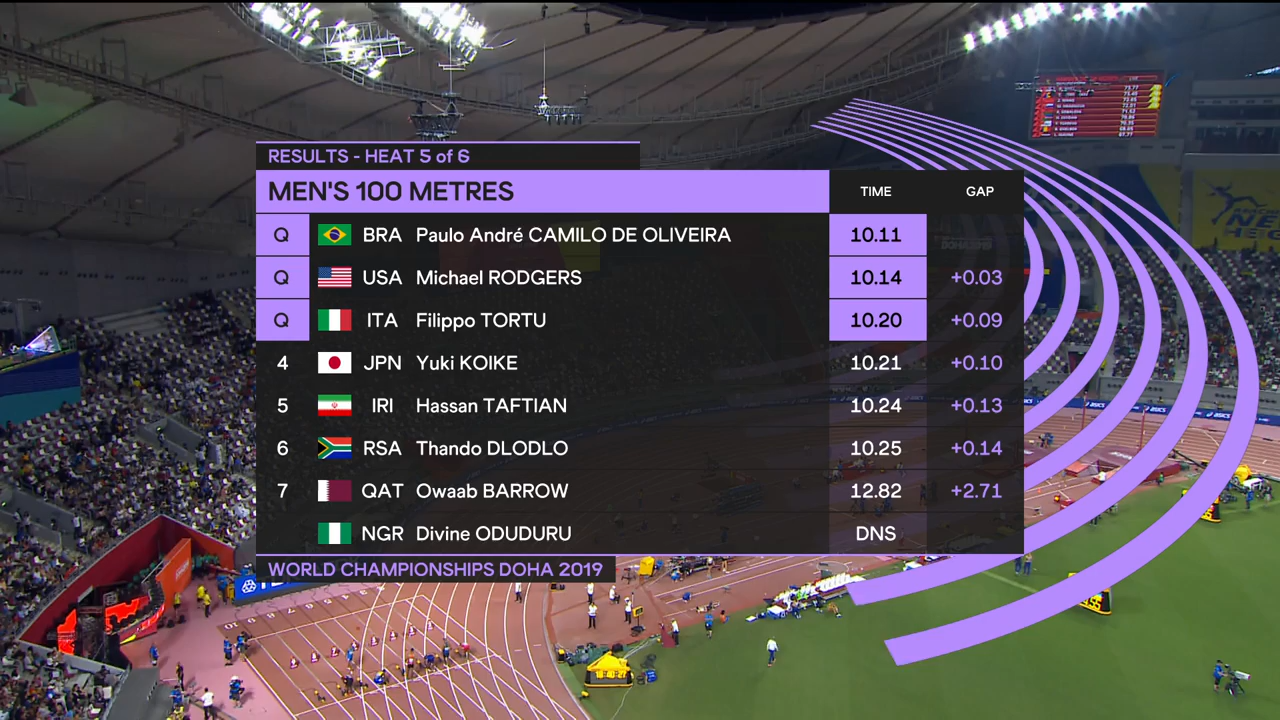 RESULTS - HEAT 5 of 6
MEN'S 100 METRES TIME GAP
Q BRA Paulo André CAMILO DE OLIVEIRA 10.11
Q USA Michael RODGERS 10.14 +0.03
Q ITA Filippo TORTU 10.20 +0.09
4 JPN Yuki KOIKE 10.21 +0.10
5 IRI Hassan TAFTIAN 10.24 +0.13
6 RSA Thando DLODLO 10.25 +0.14
7 QAT Owaab BARROW 12.82 +2.71
NGR Divine ODUDURU DNS
WORLD CHAMPIONSHIPS DOHA 2019
asics
asics
asics